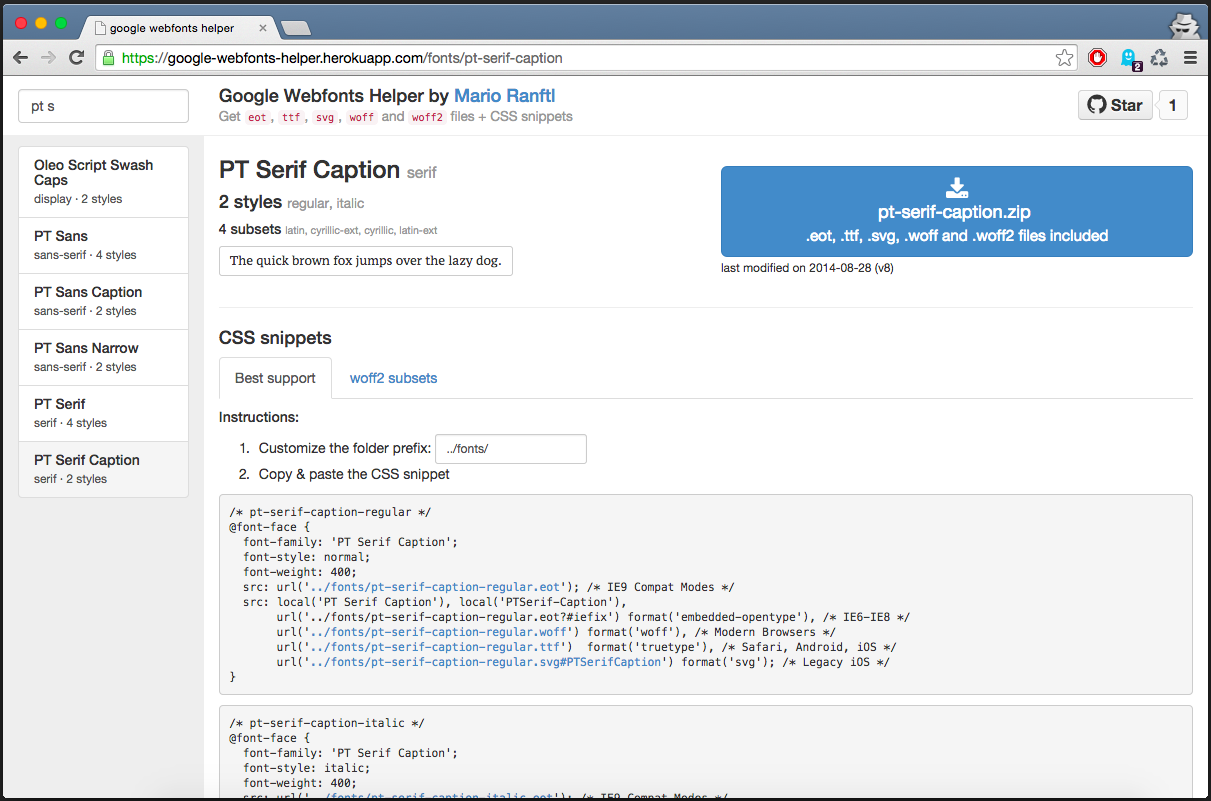 google webfonts helper
https://google-webfonts-helper.herokuapp.com/fonts/pt-serif-caption
2
pt s
Google Webfonts Helper by Mario Ranftl
Get eot, ttf, svg, woff and woff2 files + CSS snippets
Star
1
Oleo Script Swash
Caps
display · 2 styles
PT Sans
sans-serif · 4 styles
PT Sans Caption
sans-serif · 2 styles
PT Sans Narrow
sans-serif · 2 styles
PT Serif
serif · 4 styles
PT Serif Caption
serif · 2 styles
PT Serif Caption serif
2 styles regular, italic
4 subsets latin, cyrillic-ext, cyrillic, latin-ext
The quick brown fox jumps over the lazy dog.
pt-serif-caption.zip
.eot, .ttf, .svg, .woff and .woff2 files included
last modified on 2014-08-28 (v8)
CSS snippets
Best support
woff2 subsets
Instructions:
1. Customize the folder prefix: ../fonts/
2. Copy & paste the CSS snippet
/* pt-serif-caption-regular */
@font-face {
  font-family: 'PT Serif Caption';
  font-style: normal;
  font-weight: 400;
  src: url('../fonts/pt-serif-caption-regular.eot'); /* IE9 Compat Modes */
  src: local('PT Serif Caption'), local('PTSerif-Caption'),
       url('../fonts/pt-serif-caption-regular.eot?#iefix') format('embedded-opentype'), /* IE6-IE8 */
       url('../fonts/pt-serif-caption-regular.woff') format('woff'), /* Modern Browsers */
       url('../fonts/pt-serif-caption-regular.ttf')  format('truetype'), /* Safari, Android, iOS */
       url('../fonts/pt-serif-caption-regular.svg#PTSerifCaption') format('svg'); /* Legacy iOS */
}
/* pt-serif-caption-italic */
@font-face {
  font-family: 'PT Serif Caption';
  font-style: italic;
  font-weight: 400;
  src: url('../fonts/pt-serif-caption-italic.eot'); /* IE9 Compat Modes */